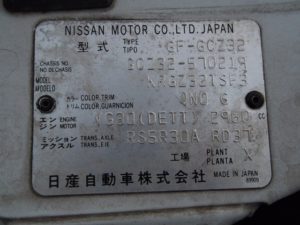 NISSAN MOTOR CO., LTD. JAPAN
型式 TYPE TIPO GF-GCZ32
CHASSIS NO NO DE CHASIS GCZ32-570219
MODEL MODELO
カラー COLOR, TRIM
トリム COLOR, GUARNICION
エンジン ENGINE MOTOR VG30(DETT) 2960 cc
ミッション アクスル TRANS, AXLE TRANS, EJE RS5R30A R037
工場 PLANT PLANTA X
日産自動車株式会社 MADE IN JAPAN